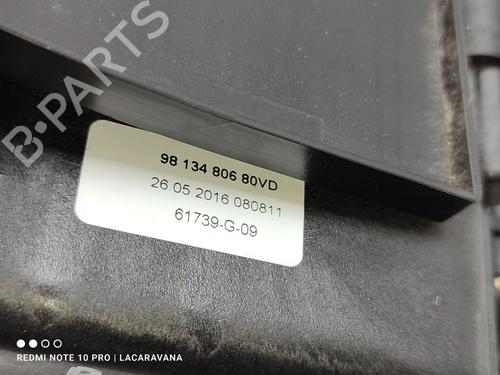 B-PARTS
98 134 806 80VD
26 05 2016 080811
61739-G-09
REDMI NOTE 10 PRO | LACARAVANA